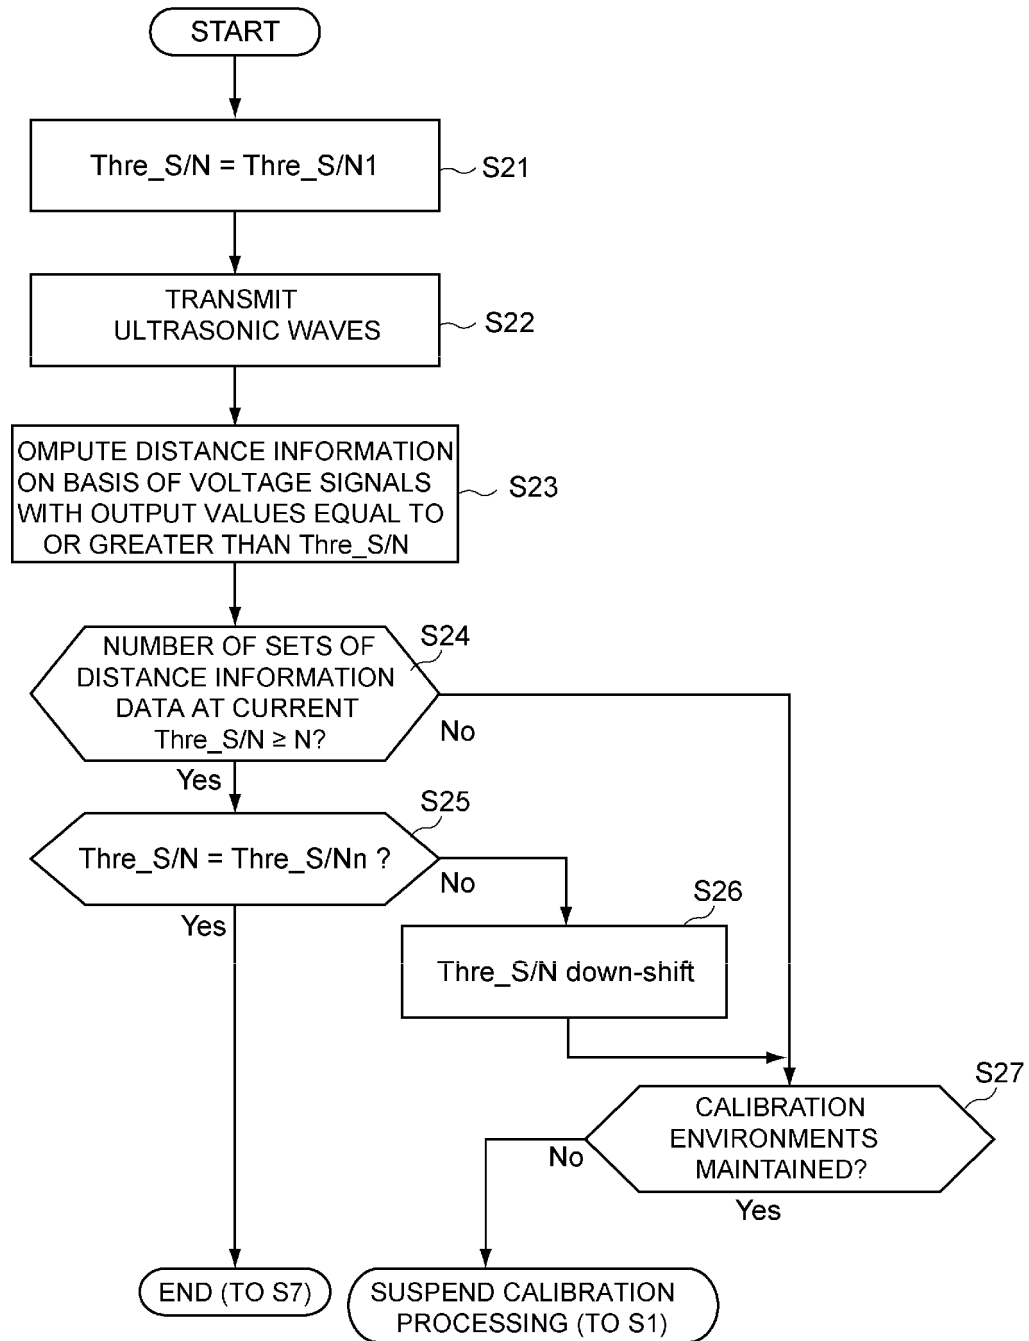 START
Thre_S/N = Thre_S/N1
S21
TRANSMIT
ULTRASONIC WAVES
S22
OMPUTE DISTANCE INFORMATION
ON BASIS OF VOLTAGE SIGNALS
WITH OUTPUT VALUES EQUAL TO
OR GREATER THAN Thre_S/N
S23
S24
NUMBER OF SETS OF
DISTANCE INFORMATION
DATA AT CURRENT
Thre_S/N ≥ N?
No
Yes
S25
Thre_S/N = Thre_S/Nn ?
No
Yes
S26
Thre_S/N down-shift
S27
CALIBRATION
ENVIRONMENTS
MAINTAINED?
No
Yes
END (TO S7)
SUSPEND CALIBRATION
PROCESSING (TO S1)